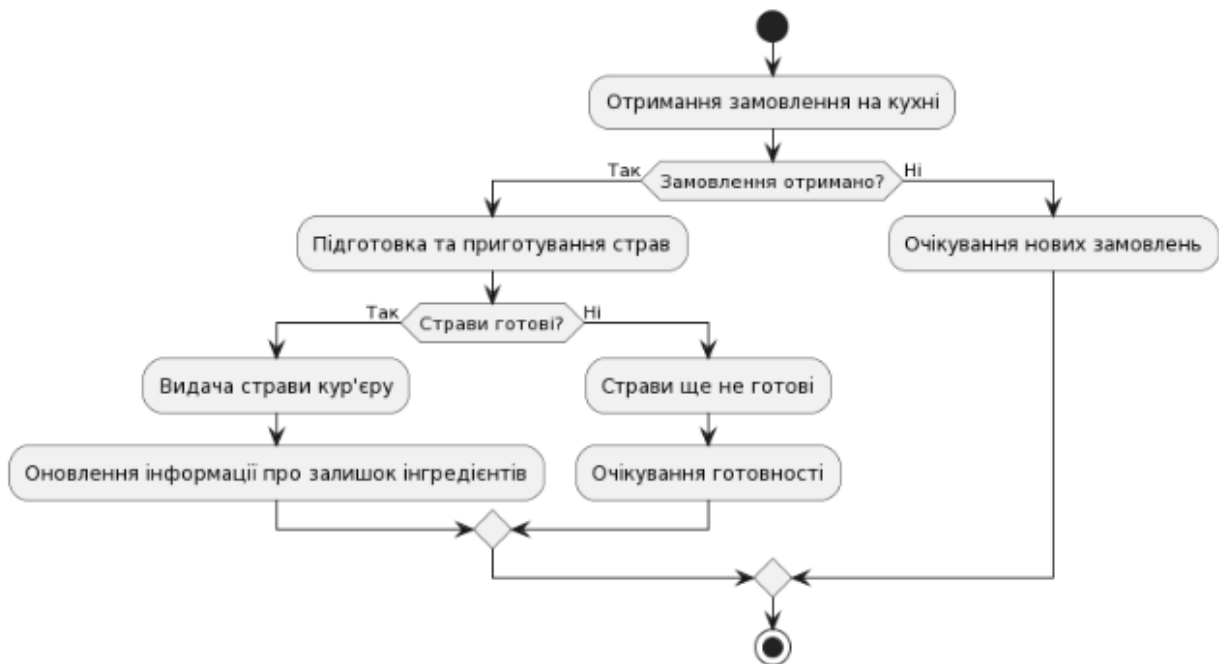 Отримання замовлення на кухні
Так
Замовлення отримано?
Ні
Підготовка та приготування страв
Очікування нових замовлень
Так
Страви готові?
Ні
Видача страви кур'єру
Страви ще не готові
Оновлення інформації про залишок інгредієнтів
Очікування готовності